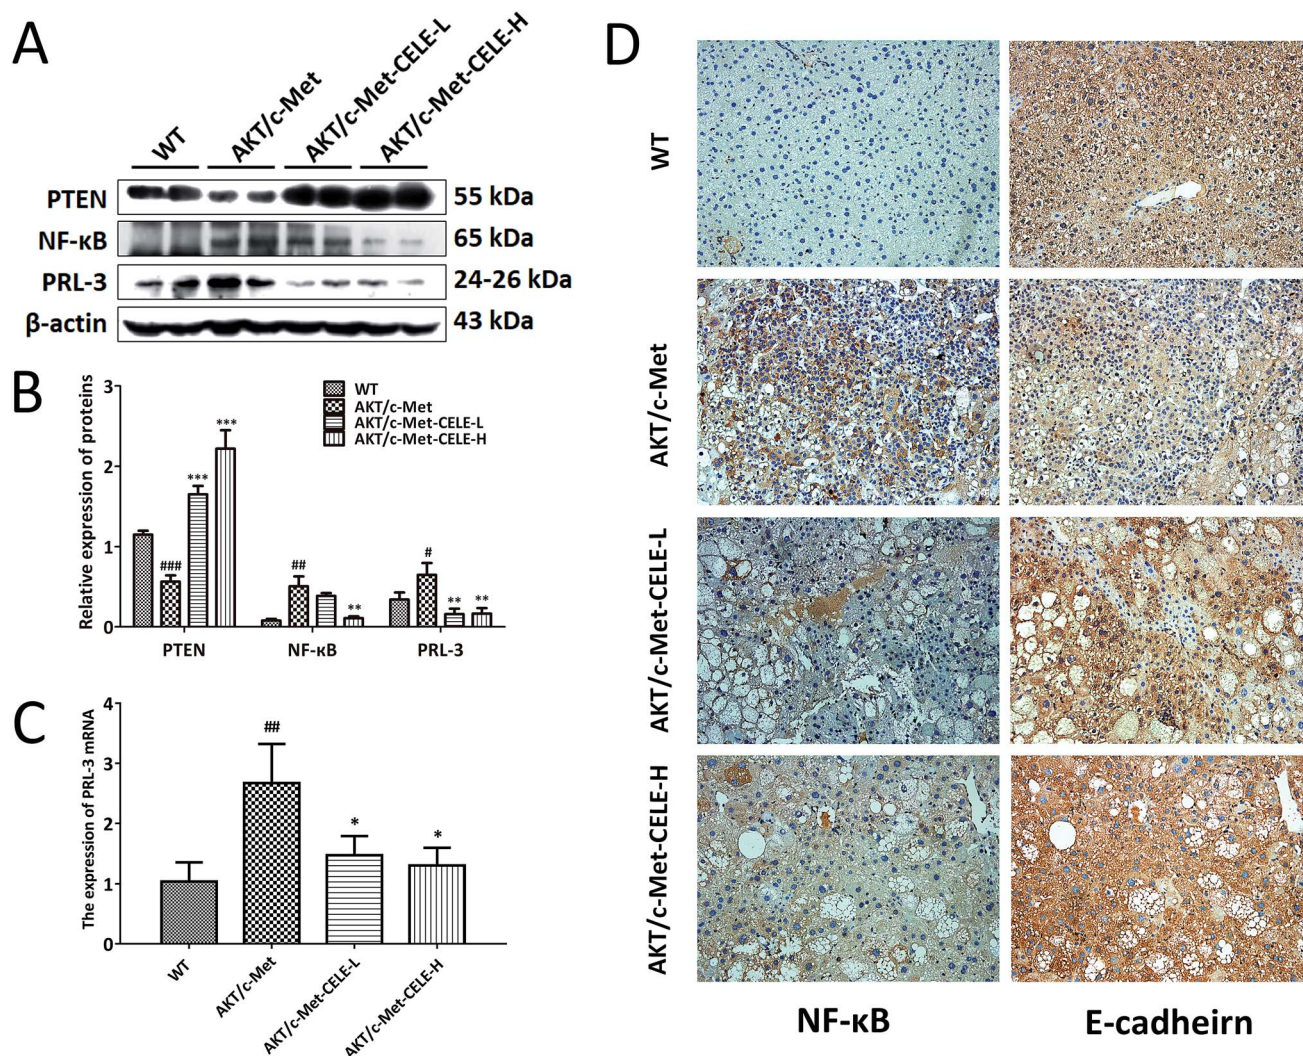 A
WT
AKT/c-Met
AKT/c-Met-CELE-L
AKT/c-Met-CELE-H
PTEN
55 kDa
NF-κB
65 kDa
PRL-3
24-26 kDa
β-actin
43 kDa
B
Relative expression of proteins
3
2
1
0
WT
AKT/c-Met
AKT/c-Met-CELE-L
AKT/c-Met-CELE-H
###
***
***
##
**
#
**
**
PTEN
NF-κB
PRL-3
C
The expression of PRL-3 mRNA
4
3
2
1
0
##
*
*
WT
AKT/c-Met
AKT/c-Met-CELE-L
AKT/c-Met-CELE-H
D
WT
AKT/c-Met
AKT/c-Met-CELE-L
AKT/c-Met-CELE-H
NF-κB
E-cadheirn